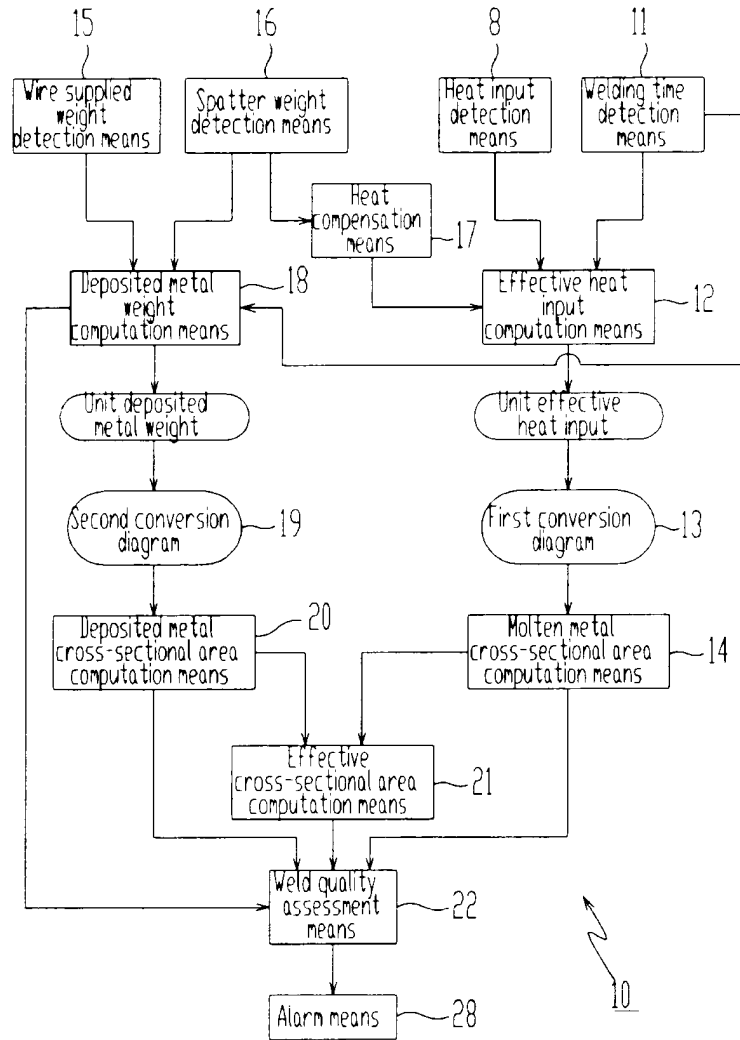 15
16
8
11
Wire supplied
weight
detection means
Spatter weight
detection means
Heat input
detection
means
Welding time
detection
means
Heat
compensation
means
17
Deposited metal
weight
computation means
18
Effective heat
input
computation means
12
Unit deposited
metal weight
Unit effective
heat input
Second conversion
diagram
19
First conversion
diagram
13
Deposited metal
cross-sectional area
computation means
20
Molten metal
cross-sectional area
computation means
14
Effective
cross-sectional area
computation means
21
Weld quality
assessment
means
22
10
Alarm means
28